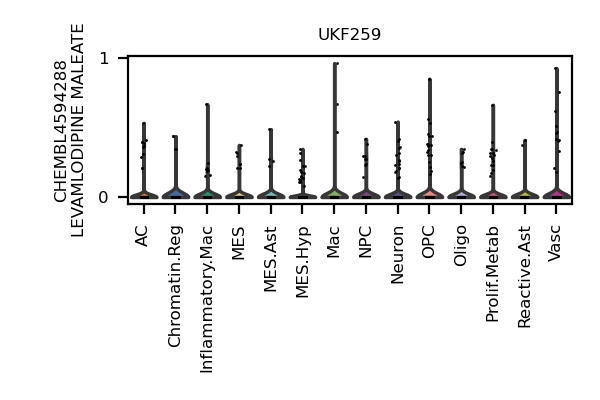 UKF259
CHEMBL4594288
LEVAMLODIPINE MALEATE
1
0
AC
Chromatin.Reg
Inflammatory.Mac
MES
MES.Ast
MES.Hyp
Mac
NPC
Neuron
OPC
Oligo
Prolif.Metab
Reactive.Ast
Vasc